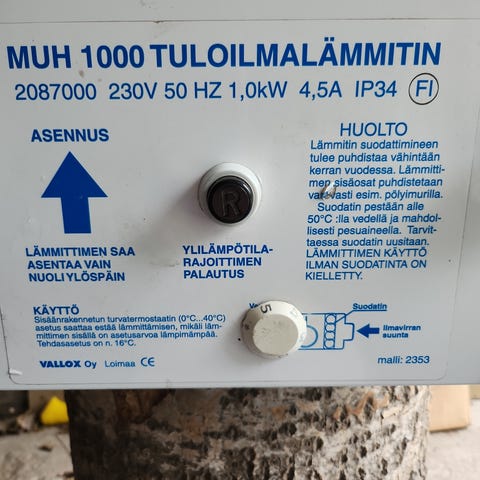 MUH 1000 TULOILMALÄMMITIN
2087000 230V 50 HZ 1,0kW 4,5A IP34 FI
ASENNUS
LÄMMITTIMEN SAA
ASENTAA VAIN
NUOLI YLÖSPÄIN
R
YLILÄMPÖTILA-
RAJOITTIMEN
PALAUTUS
HUOLTO
Lämmitin suodattimineen
tulee puhdistaa vähintään
kerran vuodessa. Lämmitti-
men sisäosat puhdistetaan
esim. pölyimurilla.
Suodatin pestään alle
50°C :lla vedellä ja mahdol-
lisesti pesuaineella. Tarvit-
taessa suodatin uusitaan.
LÄMMITTIMEN KÄYTTÖ
ILMAN SUODATINTA ON
KIELLETTY.
KÄYTTÖ
Sisäänrakennetun turvatermostaatin (0°C...40°C)
asetus saattaa estää lämmittämisen, mikäli läm-
mittimen sisällä on asetusarvoa lämpimämpää.
Tehdasasetus on n. 16°C.
VALLOX Oy Loimaa CE
5
Suodatin
Ilmavirran
suunta
malli: 2353